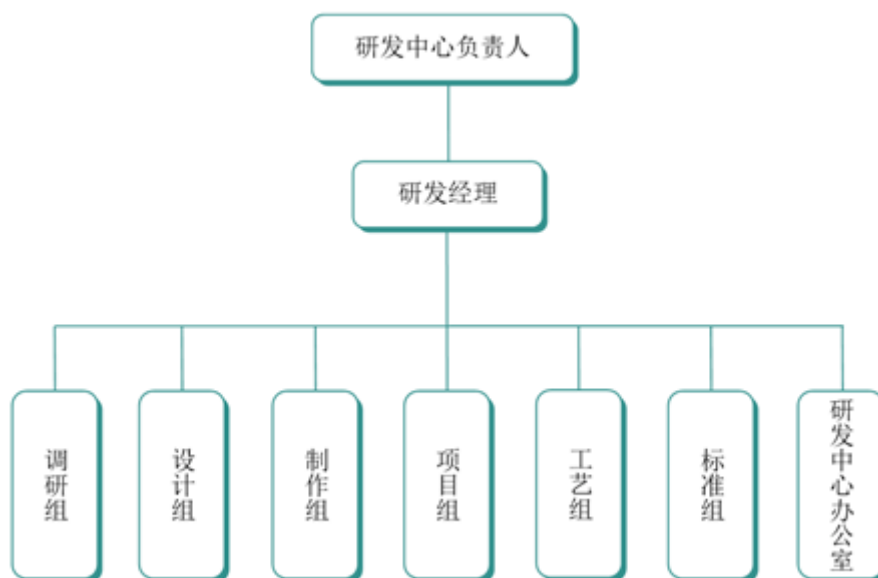 研发中心负责人
研发经理
调研组
设计组
制作组
项目组
工艺组
标准组
研发中心办公室